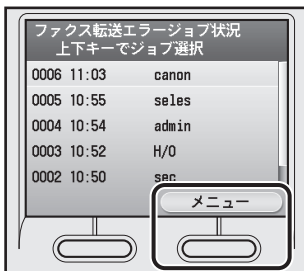 ファクス転送エラージョブ状況
上下キーでジョブ選択
0006 11:03 canon
0005 10:55 seles
0004 10:54 admin
0003 10:52 H/O
0002 10:50 sec
メニュー